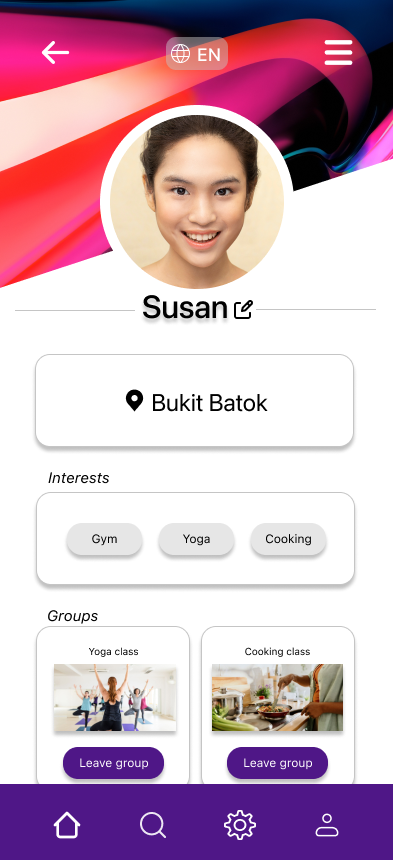 EN
Susan
Bukit Batok
Interests
Gym Yoga Cooking
Groups
Yoga class Cooking class
Leave group Leave group